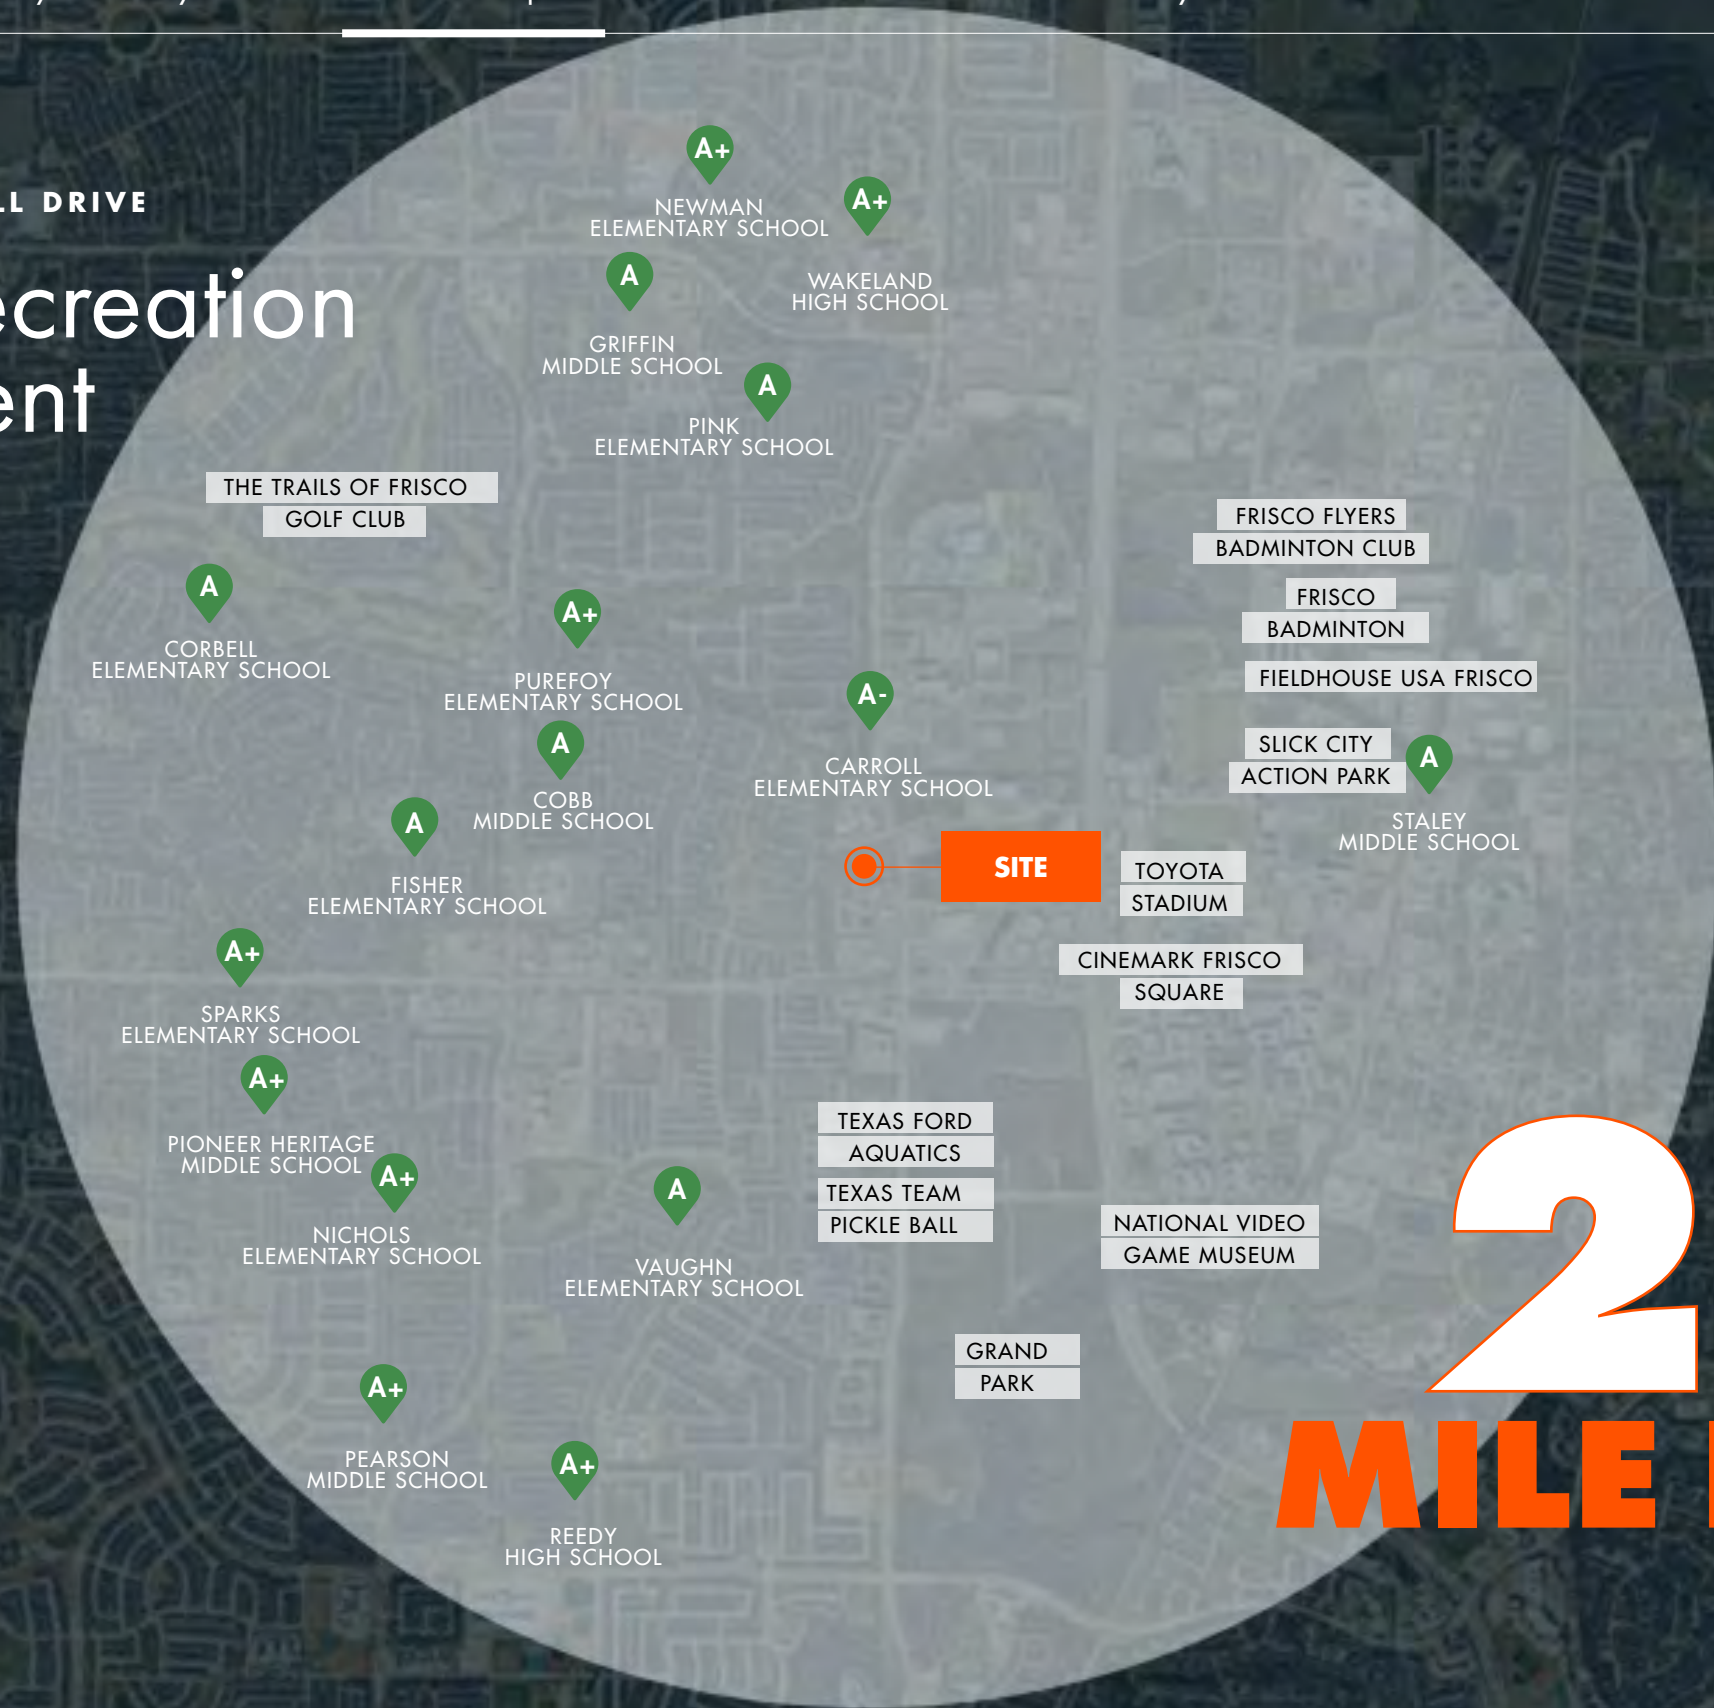 LL DRIVE
ecreation
ent
A+
NEWMAN
ELEMENTARY SCHOOL
A+
WAKELAND
HIGH SCHOOL
A
GRIFFIN
MIDDLE SCHOOL
A
PINK
ELEMENTARY SCHOOL
THE TRAILS OF FRISCO
GOLF CLUB
FRISCO FLYERS
BADMINTON CLUB
A
CORBELL
ELEMENTARY SCHOOL
A+
PUREFOY
ELEMENTARY SCHOOL
FRISCO
BADMINTON
FIELDHOUSE USA FRISCO
A-
CARROLL
ELEMENTARY SCHOOL
A
COBB
MIDDLE SCHOOL
SLICK CITY
ACTION PARK
A
STALEY
MIDDLE SCHOOL
A
FISHER
ELEMENTARY SCHOOL
SITE
TOYOTA
STADIUM
A+
SPARKS
ELEMENTARY SCHOOL
CINEMARK FRISCO
SQUARE
A+
PIONEER HERITAGE
MIDDLE SCHOOL
A+
NICHOLS
ELEMENTARY SCHOOL
A
VAUGHN
ELEMENTARY SCHOOL
TEXAS FORD
AQUATICS
TEXAS TEAM
PICKLE BALL
NATIONAL VIDEO
GAME MUSEUM
GRAND
PARK
A+
PEARSON
MIDDLE SCHOOL
A+
REEDY
HIGH SCHOOL
2
MILE